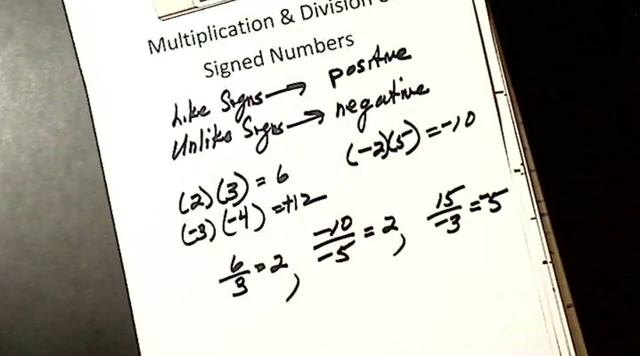 Multiplication & Division
Signed Numbers
Like Signs → positive
Unlike Signs → negative
(-2)(5) = -10
(2)(3) = 6
(-3)(-4) = +12
6/3 = 2, -10/-5 = 2, 15/-3 = -5